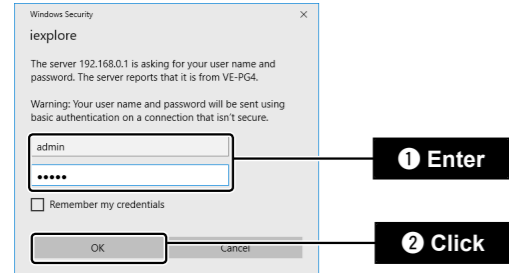 Windows Security
iexplore
The server 192.168.0.1 is asking for your user name and
password. The server reports that it is from VE-PG4.
Warning: Your user name and password will be sent using
basic authentication on a connection that isn't secure.
admin
•••••
① Enter
Remember my credentials
OK
Cancel
② Click